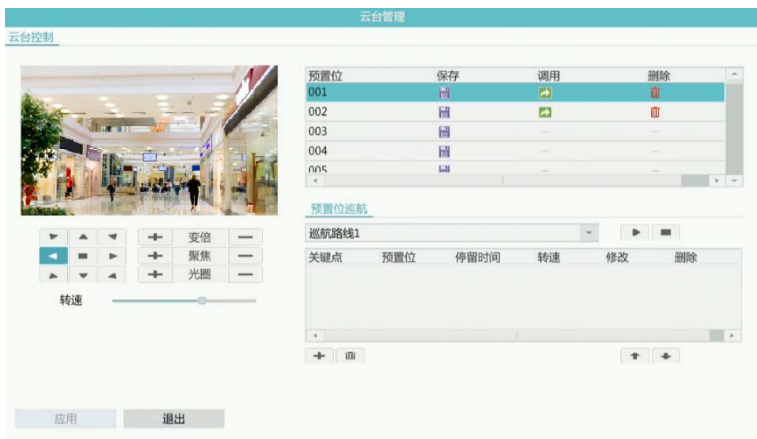 云台管理
云台控制
预置位 保存 调用 删除
001
002
003
004
005
预置位巡航
巡航路线1
关键点 预置位 停留时间 转速 修改 删除
变倍
聚焦
光圈
转速
应用 退出